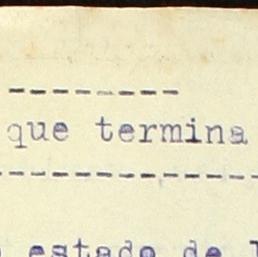 ---------
que termina
-------------
estado de l